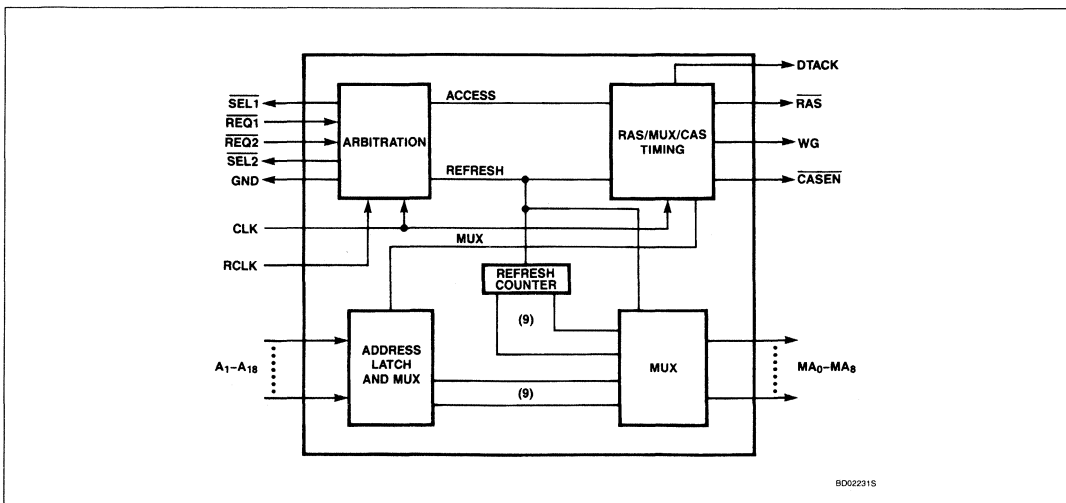 DTACK
ACCESS
SEL1
REQ1
REQ2
SEL2
GND
ARBITRATION
RAS/MUX/CAS
TIMING
RAS
WG
CASEN
REFRESH
CLK
MUX
RCLK
REFRESH
COUNTER
(9)
A1–A18
ADDRESS
LATCH
AND MUX
MUX
MA0–MA8
(9)
BD02231S